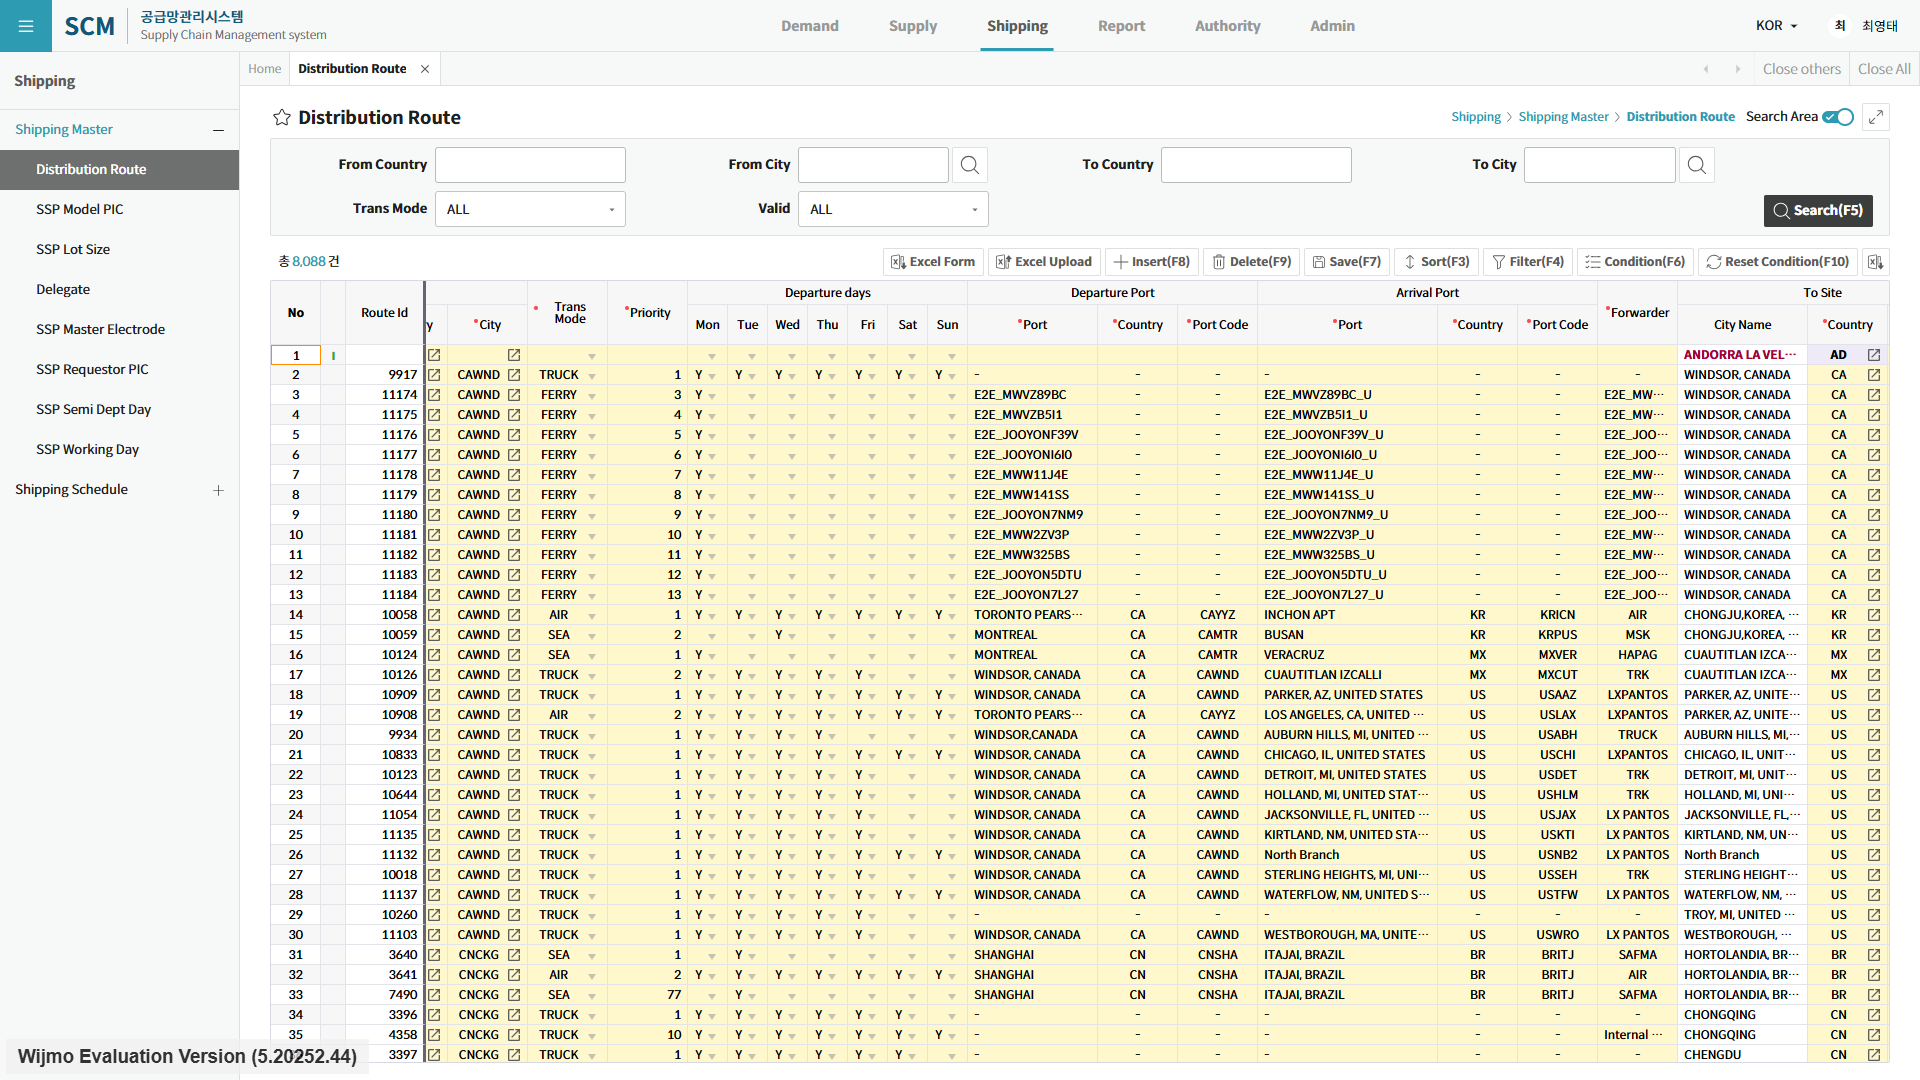 SCM 공급망관리시스템 Supply Chain Management system
Demand Supply Shipping Report Authority Admin
KOR 최 최영태
Shipping
Home Distribution Route × Close others Close All
Shipping Master
Distribution Route
SSP Model PIC
SSP Lot Size
Delegate
SSP Master Electrode
SSP Requestor PIC
SSP Semi Dept Day
SSP Working Day
Shipping Schedule
Distribution Route
Shipping > Shipping Master > Distribution Route Search Area
From Country From City To Country To City
Trans Mode ALL Valid ALL Search(F5)
총 8,088 건 Excel Form Excel Upload Insert(F8) Delete(F9) Save(F7) Sort(F3) Filter(F4) Condition(F6) Reset Condition(F10)
No Route Id y *City * Trans Mode *Priority Departure days Departure Port Arrival Port *Forwarder To Site
Mon Tue Wed Thu Fri Sat Sun *Port *Country *Port Code *Port *Country *Port Code City Name *Country
1 I ANDORRA LA VEL··· AD
2 9917 CAWND TRUCK 1 Y Y Y Y Y Y Y - - - - - - - WINDSOR, CANADA CA
3 11174 CAWND FERRY 3 Y E2E_MWVZ89BC - - E2E_MWVZ89BC_U - - E2E_MW··· WINDSOR, CANADA CA
4 11175 CAWND FERRY 4 Y E2E_MWVZB5I1 - - E2E_MWVZB5I1_U - - E2E_MW··· WINDSOR, CANADA CA
5 11176 CAWND FERRY 5 Y E2E_JOOYONF39V - - E2E_JOOYONF39V_U - - E2E_JOO··· WINDSOR, CANADA CA
6 11177 CAWND FERRY 6 Y E2E_JOOYONI6I0 - - E2E_JOOYONI6I0_U - - E2E_JOO··· WINDSOR, CANADA CA
7 11178 CAWND FERRY 7 Y E2E_MWW11J4E - - E2E_MWW11J4E_U - - E2E_MW··· WINDSOR, CANADA CA
8 11179 CAWND FERRY 8 Y E2E_MWW141SS - - E2E_MWW141SS_U - - E2E_MW··· WINDSOR, CANADA CA
9 11180 CAWND FERRY 9 Y E2E_JOOYON7NM9 - - E2E_JOOYON7NM9_U - - E2E_JOO··· WINDSOR, CANADA CA
10 11181 CAWND FERRY 10 Y E2E_MWW2ZV3P - - E2E_MWW2ZV3P_U - - E2E_MW··· WINDSOR, CANADA CA
11 11182 CAWND FERRY 11 Y E2E_MWW325BS - - E2E_MWW325BS_U - - E2E_MW··· WINDSOR, CANADA CA
12 11183 CAWND FERRY 12 Y E2E_JOOYON5DTU - - E2E_JOOYON5DTU_U - - E2E_JOO··· WINDSOR, CANADA CA
13 11184 CAWND FERRY 13 Y E2E_JOOYON7L27 - - E2E_JOOYON7L27_U - - E2E_JOO··· WINDSOR, CANADA CA
14 10058 CAWND AIR 1 Y Y Y Y Y Y Y TORONTO PEARS··· CA CAYYZ INCHON APT KR KRICN AIR CHONGJU,KOREA, ··· KR
15 10059 CAWND SEA 2 Y MONTREAL CA CAMTR BUSAN KR KRPUS MSK CHONGJU,KOREA, ··· KR
16 10124 CAWND SEA 1 Y MONTREAL CA CAMTR VERACRUZ MX MXVER HAPAG CUAUTITLAN IZCA··· MX
17 10126 CAWND TRUCK 2 Y Y Y Y Y WINDSOR, CANADA CA CAWND CUAUTITLAN IZCALLI MX MXCUT TRK CUAUTITLAN IZCA··· MX
18 10909 CAWND TRUCK 1 Y Y Y Y Y Y Y WINDSOR, CANADA CA CAWND PARKER, AZ, UNITED STATES US USAAZ LXPANTOS PARKER, AZ, UNITE··· US
19 10908 CAWND AIR 2 Y Y Y Y Y Y Y TORONTO PEARS··· CA CAYYZ LOS ANGELES, CA, UNITED ··· US USLAX LXPANTOS PARKER, AZ, UNITE··· US
20 9934 CAWND TRUCK 1 Y Y Y Y WINDSOR,CANADA CA CAWND AUBURN HILLS, MI, UNITED ··· US USABH TRUCK AUBURN HILLS, MI,··· US
21 10833 CAWND TRUCK 1 Y Y Y Y Y Y Y WINDSOR, CANADA CA CAWND CHICAGO, IL, UNITED STATES US USCHI LXPANTOS CHICAGO, IL, UNIT··· US
22 10123 CAWND TRUCK 1 Y Y Y Y Y WINDSOR, CANADA CA CAWND DETROIT, MI, UNITED STATES US USDET TRK DETROIT, MI, UNIT··· US
23 10644 CAWND TRUCK 1 Y Y Y Y Y WINDSOR, CANADA CA CAWND HOLLAND, MI, UNITED STAT··· US USHLM TRK HOLLAND, MI, UNI··· US
24 11054 CAWND TRUCK 1 Y Y Y Y Y WINDSOR, CANADA CA CAWND JACKSONVILLE, FL, UNITED ··· US USJAX LX PANTOS JACKSONVILLE, FL,··· US
25 11135 CAWND TRUCK 1 Y Y Y Y Y WINDSOR, CANADA CA CAWND KIRTLAND, NM, UNITED STA··· US USKTI LX PANTOS KIRTLAND, NM, UN··· US
26 11132 CAWND TRUCK 1 Y Y Y Y Y Y Y WINDSOR, CANADA CA CAWND North Branch US USNB2 LX PANTOS North Branch US
27 10018 CAWND TRUCK 1 Y Y Y Y Y WINDSOR, CANADA CA CAWND STERLING HEIGHTS, MI, UNI··· US USSEH TRK STERLING HEIGHT··· US
28 11137 CAWND TRUCK 1 Y Y Y Y Y Y Y WINDSOR, CANADA CA CAWND WATERFLOW, NM, UNITED S··· US USTFW LX PANTOS WATERFLOW, NM, ··· US
29 10260 CAWND TRUCK 1 Y Y Y Y Y - - - - - - - TROY, MI, UNITED ··· US
30 11103 CAWND TRUCK 1 Y Y Y Y Y WINDSOR, CANADA CA CAWND WESTBOROUGH, MA, UNITE··· US USWRO LX PANTOS WESTBOROUGH, ··· US
31 3640 CNCKG SEA 1 Y SHANGHAI CN CNSHA ITAJAI, BRAZIL BR BRITJ SAFMA HORTOLANDIA, BR··· BR
32 3641 CNCKG AIR 2 Y Y Y Y Y Y Y SHANGHAI CN CNSHA ITAJAI, BRAZIL BR BRITJ AIR HORTOLANDIA, BR··· BR
33 7490 CNCKG SEA 77 Y SHANGHAI CN CNSHA ITAJAI, BRAZIL BR BRITJ SAFMA HORTOLANDIA, BR··· BR
34 3396 CNCKG TRUCK 1 Y Y Y Y Y Y - - - - - - - CHONGQING CN
35 4358 CNCKG TRUCK 10 Y Y Y Y Y Y Y - - - - - - Internal ··· CHONGQING CN
3397 CNCKG TRUCK 1 Y Y Y Y Y Y - - - - - - - CHENGDU CN
Wijmo Evaluation Version (5.20252.44)